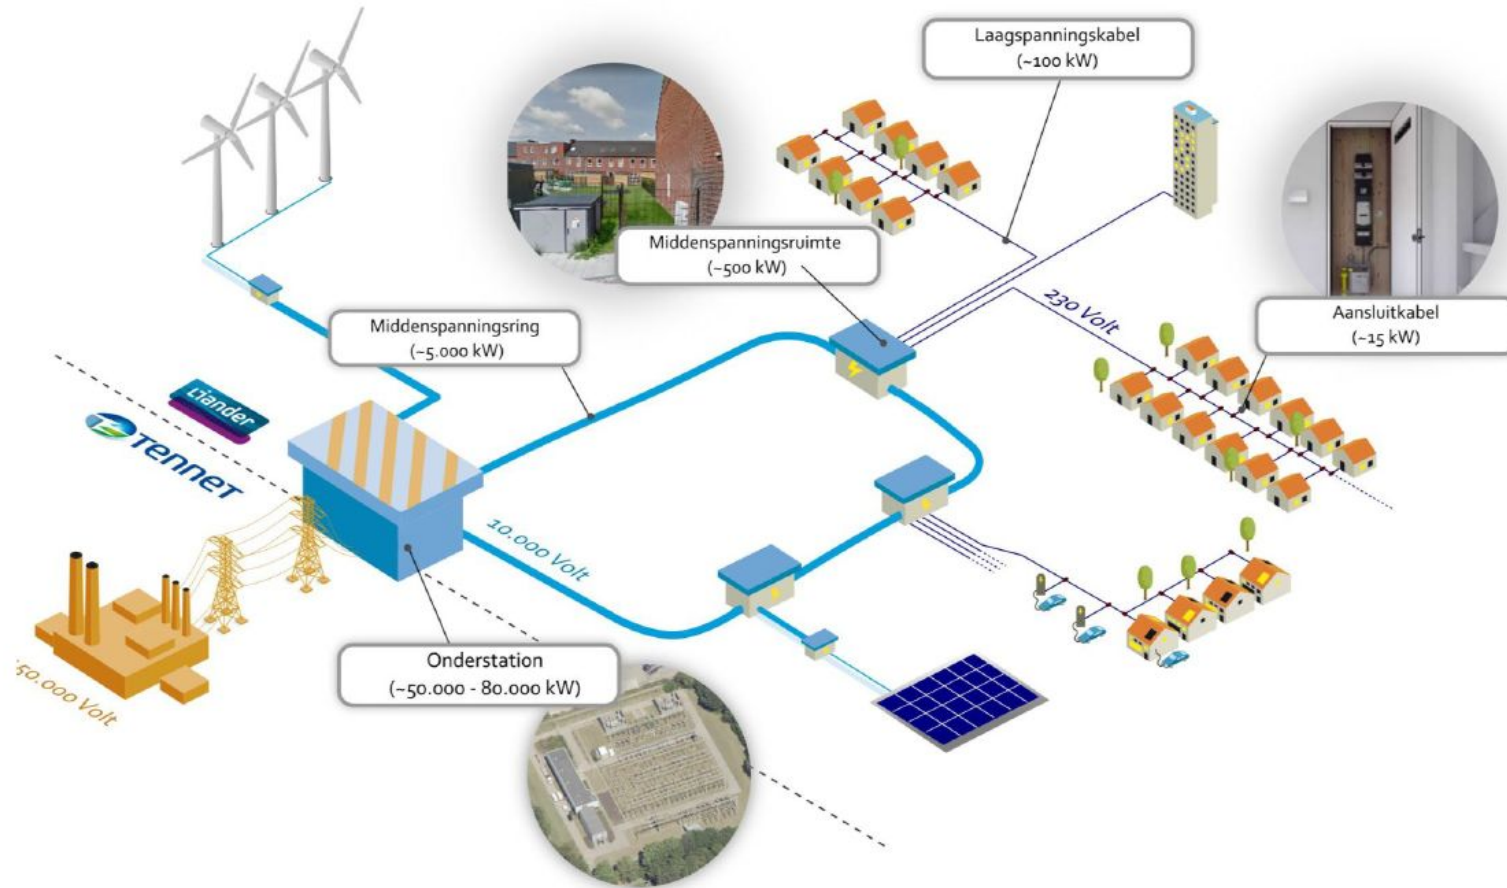 Laagspanningskabel
(~100 kW)
Middenspanningsruimte
(~500 kW)
230 Volt
Aansluitkabel
(~15 kW)
Middenspanningsring
(~5.000 kW)
Liander
TenneT
10.000 Volt
Onderstation
(~50.000 - 80.000 kW)
50.000 Volt